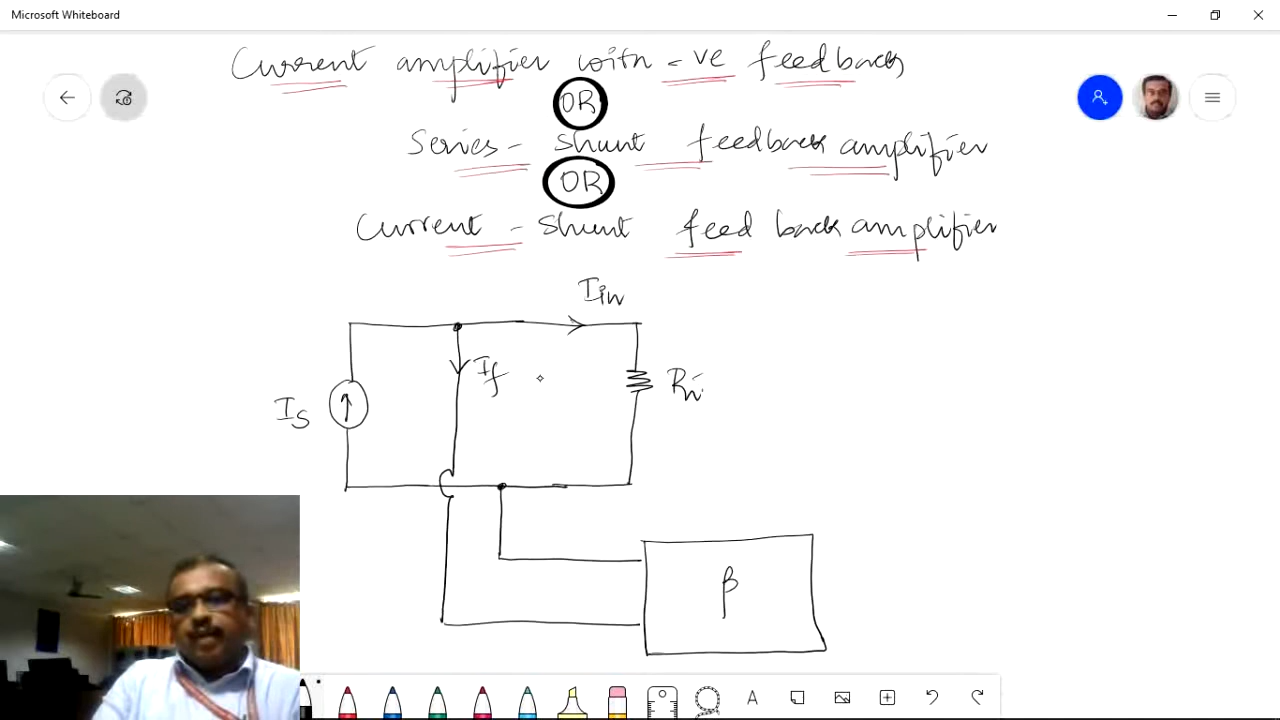 Microsoft Whiteboard
Current amplifier with -ve feedback
OR
Series - Shunt feedback amplifier
OR
Current - Shunt feed back amplifier
Iin
If
Ri
IS
β
A